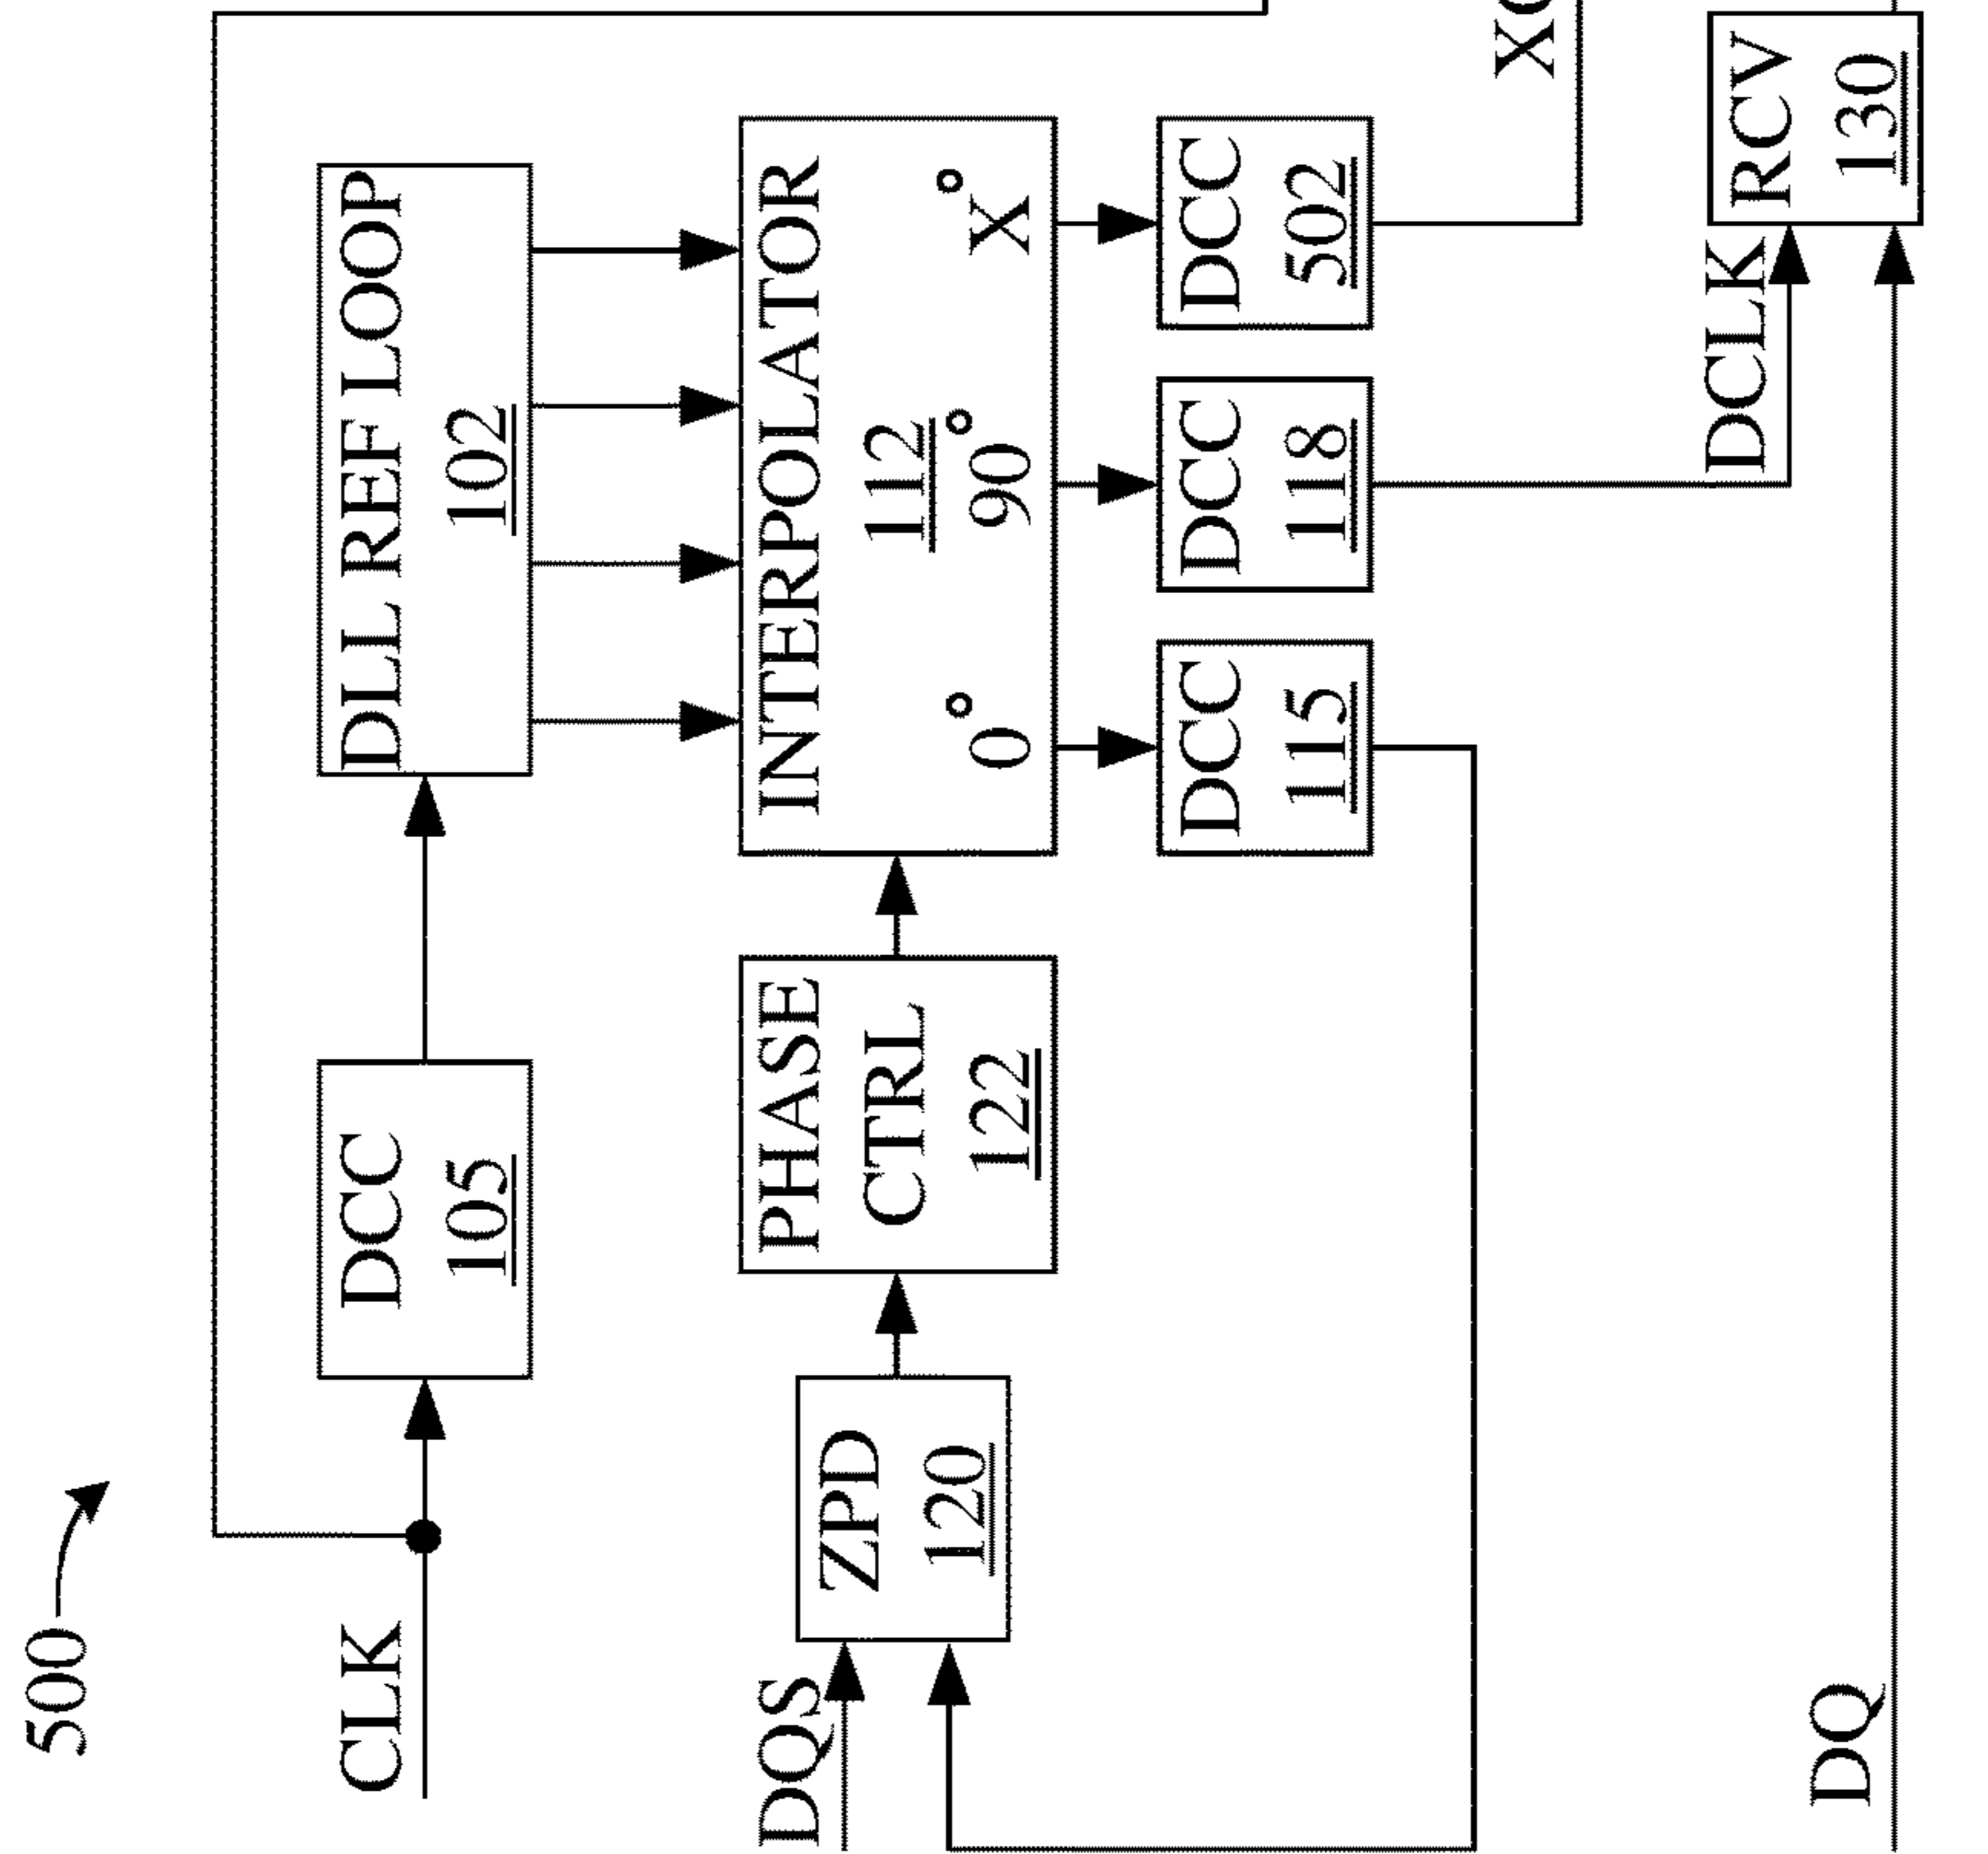 500
CLK
DCC
105
DLL REF LOOP
102
DQS
ZPD
120
PHASE
CTRL
122
INTERPOLATOR
112
0° 90° X°
DCC
115
DCC
118
DCC
502
DCLK
DQ
RCV
130